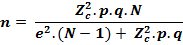 n = Z_c^2.p.q.N / e^2.(N − 1) + Z_c^2.p.q